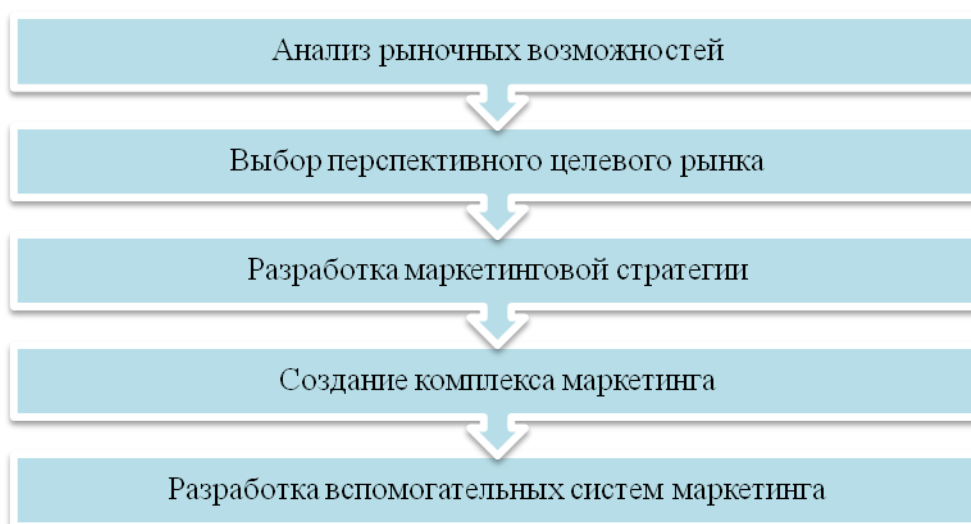 Анализ рыночных возможностей
Выбор перспективного целевого рынка
Разработка маркетинговой стратегии
Создание комплекса маркетинга
Разработка вспомогательных систем маркетинга